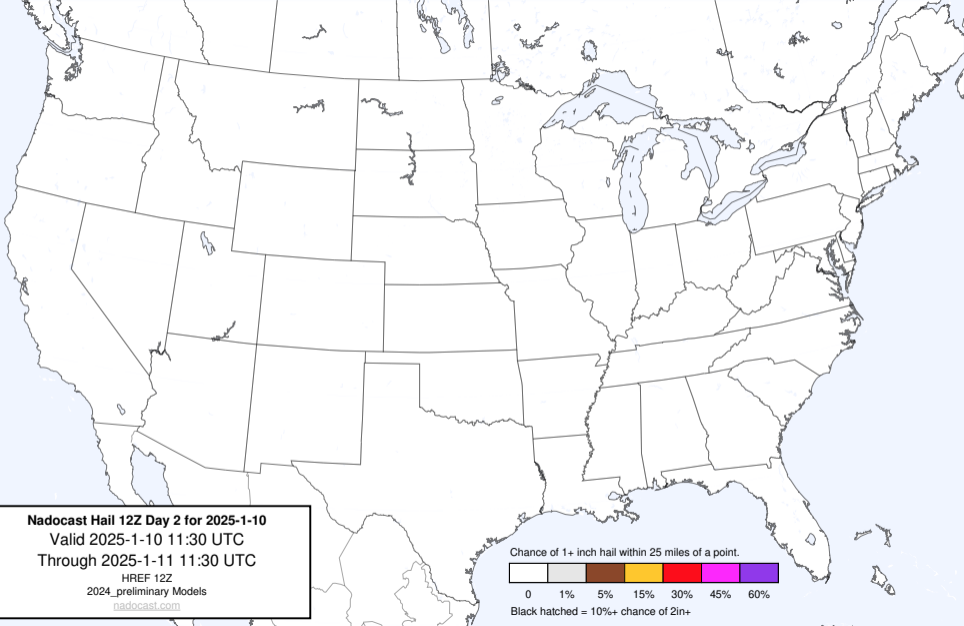 Nadocast Hail 12Z Day 2 for 2025-1-10
Valid 2025-1-10 11:30 UTC
Through 2025-1-11 11:30 UTC
HREF 12Z
2024_preliminary Models
nadocast.com
Chance of 1+ inch hail within 25 miles of a point.
0 1% 5% 15% 30% 45% 60%
Black hatched = 10%+ chance of 2in+